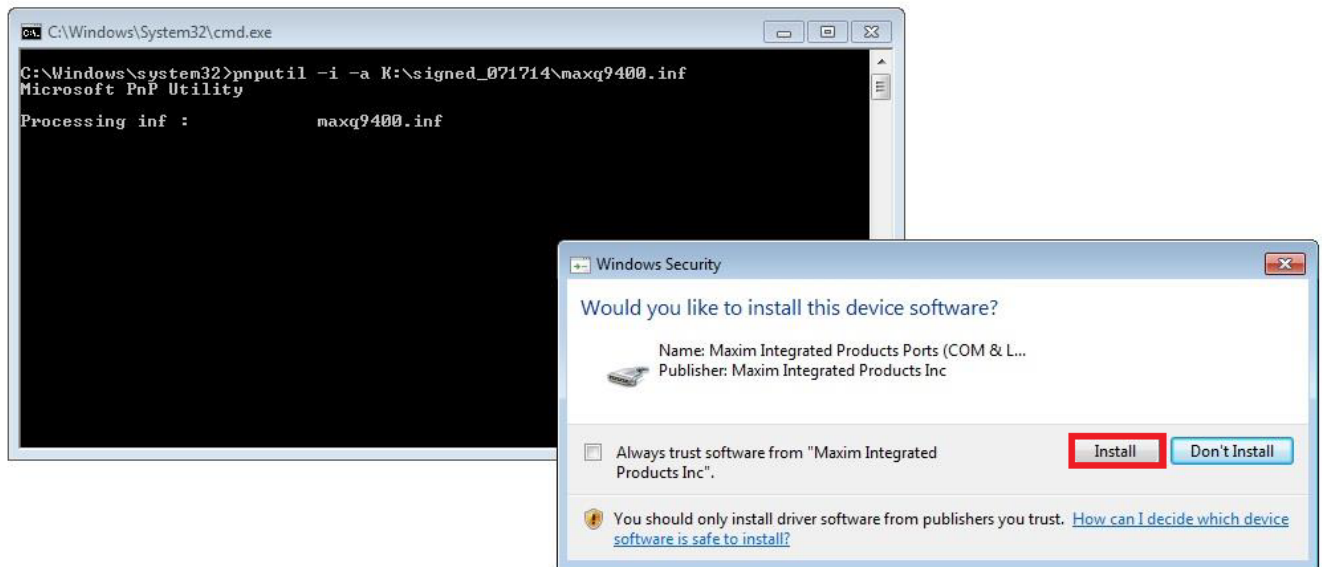 C:\Windows\System32\cmd.exe
C:\Windows\system32>pnputil -i -a K:\signed_071714\maxq9400.inf
Microsoft PnP Utility
Processing inf : maxq9400.inf
Windows Security
Would you like to install this device software?
Name: Maxim Integrated Products Ports (COM & L...
Publisher: Maxim Integrated Products Inc
Always trust software from "Maxim Integrated
Products Inc".
Install
Don't Install
You should only install driver software from publishers you trust. How can I decide which device
software is safe to install?